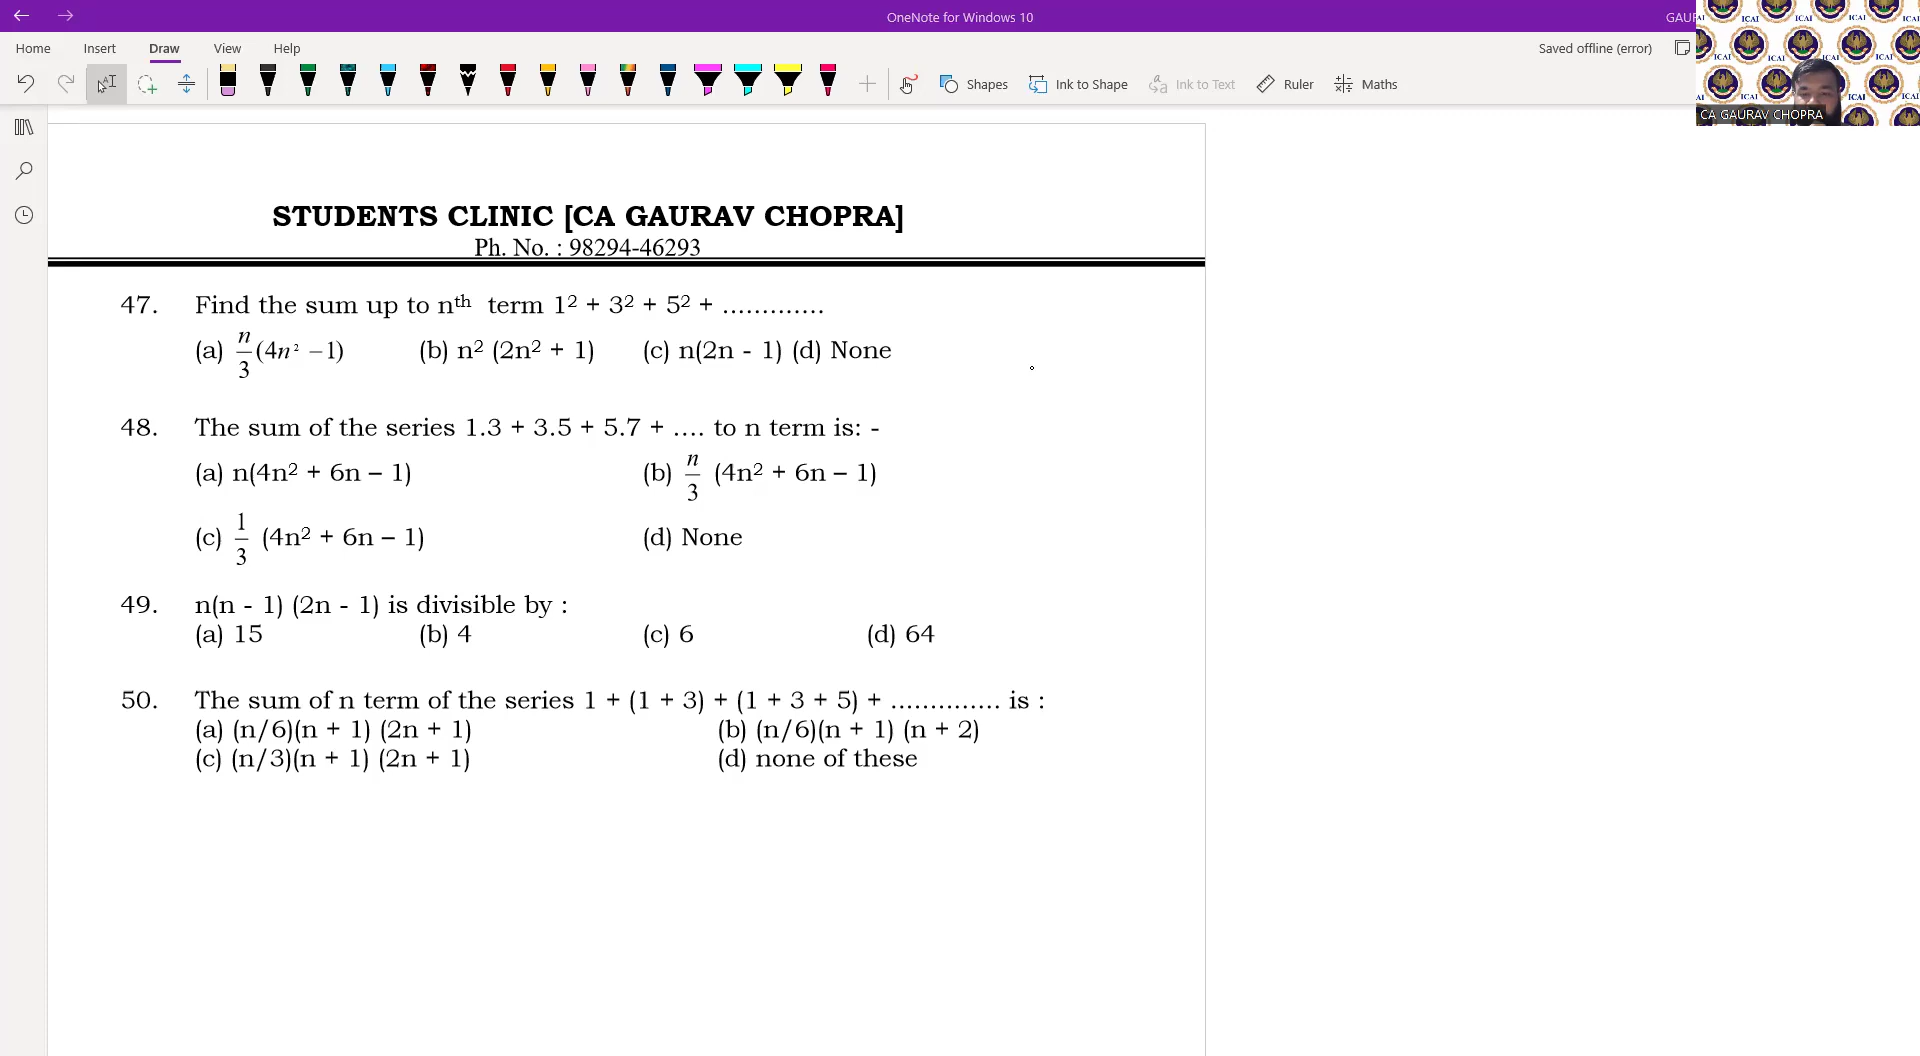 OneNote for Windows 10
Home Insert Draw View Help
Saved offline (error)
Shapes Ink to Shape Ink to Text Ruler Maths
ICAI
CA GAURAV CHOPRA
STUDENTS CLINIC [CA GAURAV CHOPRA]
Ph. No. : 98294-46293
47. Find the sum up to nᵗʰ term 1² + 3² + 5² + .............
(a) n/3 (4n² – 1) (b) n² (2n² + 1) (c) n(2n - 1) (d) None
48. The sum of the series 1.3 + 3.5 + 5.7 + .... to n term is: -
(a) n(4n² + 6n – 1) (b) n/3 (4n² + 6n – 1)
(c) 1/3 (4n² + 6n – 1) (d) None
49. n(n - 1) (2n - 1) is divisible by :
(a) 15 (b) 4 (c) 6 (d) 64
50. The sum of n term of the series 1 + (1 + 3) + (1 + 3 + 5) + .............. is :
(a) (n/6)(n + 1) (2n + 1) (b) (n/6)(n + 1) (n + 2)
(c) (n/3)(n + 1) (2n + 1) (d) none of these